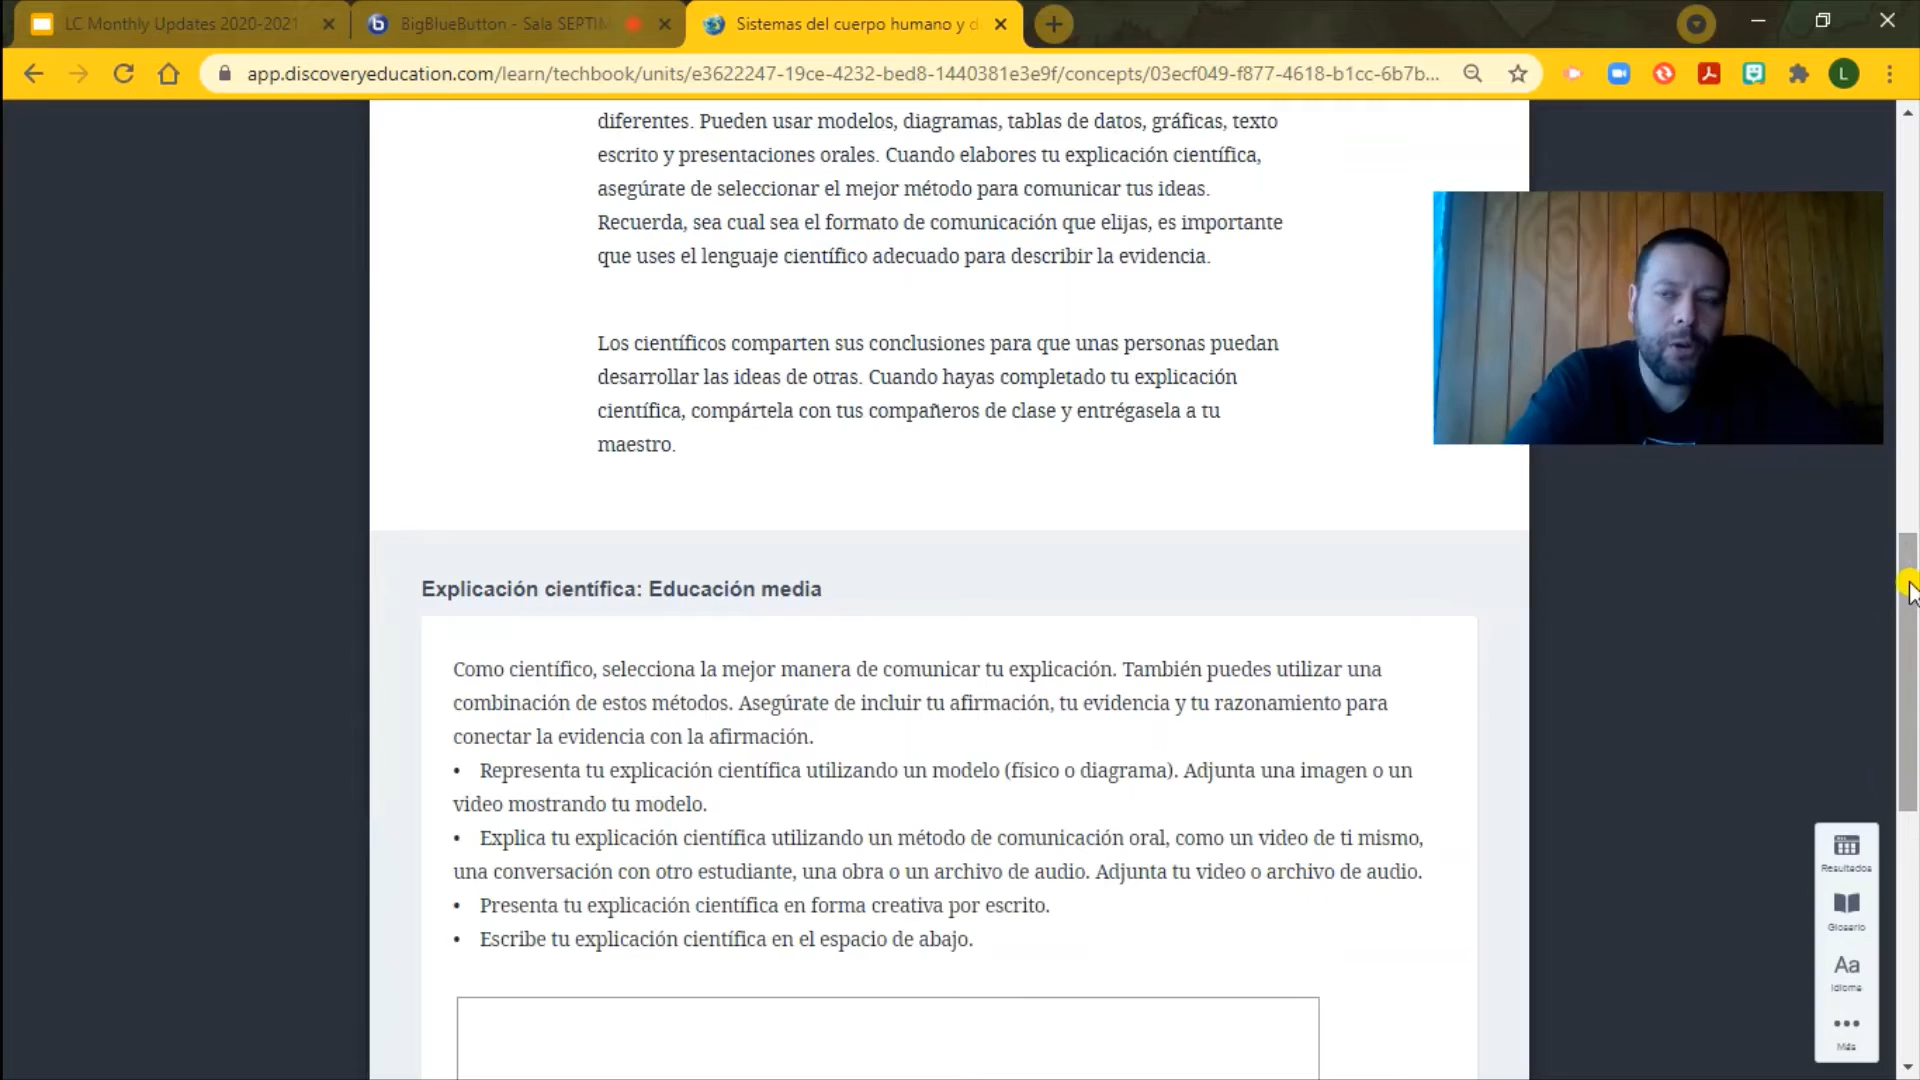 LC Monthly Updates 2020-2021
BigBlueButton - Sala SEPTIM
Sistemas del cuerpo humano y d
app.discoveryeducation.com/learn/techbook/units/e3622247-19ce-4232-bed8-1440381e3e9f/concepts/03ecf049-f877-4618-b1cc-6b7b...
L
diferentes. Pueden usar modelos, diagramas, tablas de datos, gráficas, texto
escrito y presentaciones orales. Cuando elabores tu explicación científica,
asegúrate de seleccionar el mejor método para comunicar tus ideas.
Recuerda, sea cual sea el formato de comunicación que elijas, es importante
que uses el lenguaje científico adecuado para describir la evidencia.
Los científicos comparten sus conclusiones para que unas personas puedan
desarrollar las ideas de otras. Cuando hayas completado tu explicación
científica, compártela con tus compañeros de clase y entrégasela a tu
maestro.
Explicación científica: Educación media
Como científico, selecciona la mejor manera de comunicar tu explicación. También puedes utilizar una
combinación de estos métodos. Asegúrate de incluir tu afirmación, tu evidencia y tu razonamiento para
conectar la evidencia con la afirmación.
• Representa tu explicación científica utilizando un modelo (físico o diagrama). Adjunta una imagen o un
video mostrando tu modelo.
• Explica tu explicación científica utilizando un método de comunicación oral, como un video de ti mismo,
una conversación con otro estudiante, una obra o un archivo de audio. Adjunta tu video o archivo de audio.
• Presenta tu explicación científica en forma creativa por escrito.
• Escribe tu explicación científica en el espacio de abajo.
Resultados
Glosario
Aa
Idioma
Más